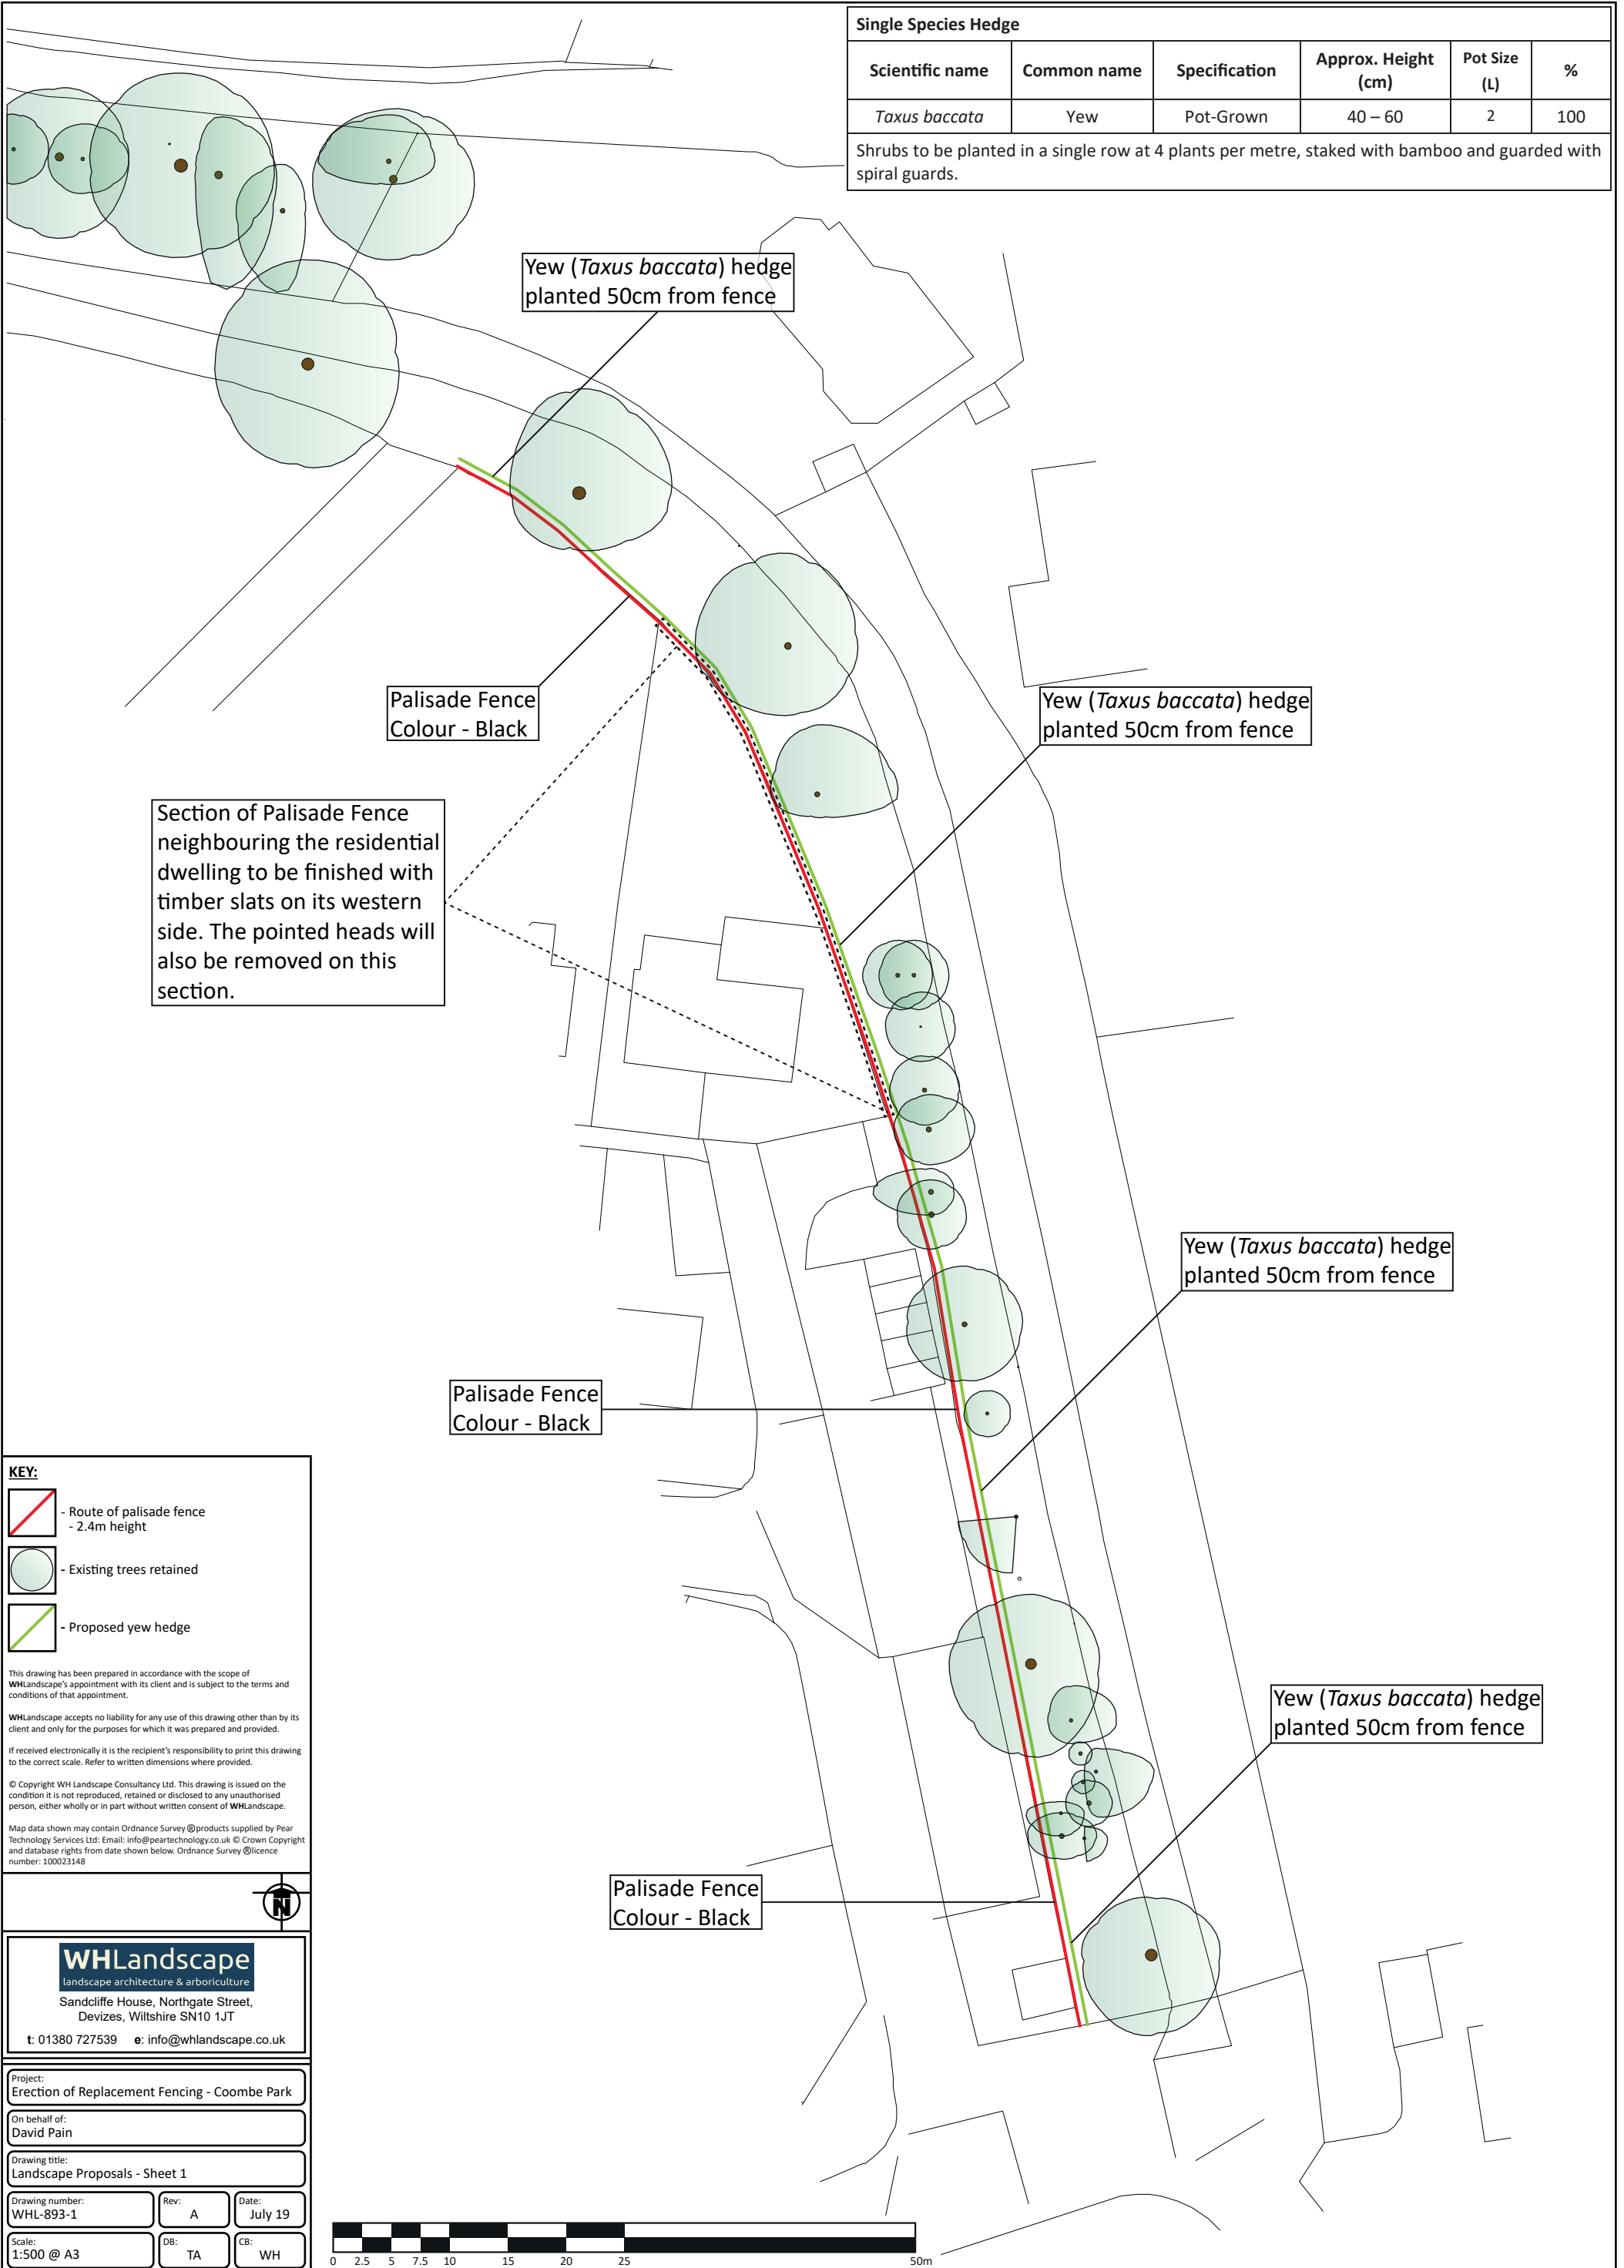 Single Species Hedge
Scientific name Common name Specification Approx. Height (cm) Pot Size (L) %
Taxus baccata Yew Pot-Grown 40 – 60 2 100
Shrubs to be planted in a single row at 4 plants per metre, staked with bamboo and guarded with
spiral guards.
Yew (Taxus baccata) hedge
planted 50cm from fence
Palisade Fence
Colour - Black
Yew (Taxus baccata) hedge
planted 50cm from fence
Section of Palisade Fence
neighbouring the residential
dwelling to be finished with
timber slats on its western
side. The pointed heads will
also be removed on this
section.
Yew (Taxus baccata) hedge
planted 50cm from fence
Palisade Fence
Colour - Black
Yew (Taxus baccata) hedge
planted 50cm from fence
Palisade Fence
Colour - Black
KEY:
- Route of palisade fence
- 2.4m height
- Existing trees retained
- Proposed yew hedge
This drawing has been prepared in accordance with the scope of
WHLandscape's appointment with its client and is subject to the terms and
conditions of that appointment.
WHLandscape accepts no liability for any use of this drawing other than by its
client and only for the purposes for which it was prepared and provided.
If received electronically it is the recipient's responsibility to print this drawing
to the correct scale. Refer to written dimensions where provided.
© Copyright WH Landscape Consultancy Ltd. This drawing is issued on the
condition it is not reproduced, retained or disclosed to any unauthorised
person, either wholly or in part without written consent of WHLandscape.
Map data shown may contain Ordnance Survey ® products supplied by Pear
Technology Services Ltd: Email: info@peartechnology.co.uk © Crown Copyright
and database rights from date shown below. Ordnance Survey ® licence
number: 100023148
N
WHLandscape
landscape architecture & arboriculture
Sandcliffe House, Northgate Street,
Devizes, Wiltshire SN10 1JT
t: 01380 727539 e: info@whlandscape.co.uk
Project:
Erection of Replacement Fencing - Coombe Park
On behalf of:
David Pain
Drawing title:
Landscape Proposals - Sheet 1
Drawing number: Rev: Date:
WHL-893-1 A July 19
Scale: DB: CB:
1:500 @ A3 TA WH
0 2.5 5 7.5 10 15 20 25 50m